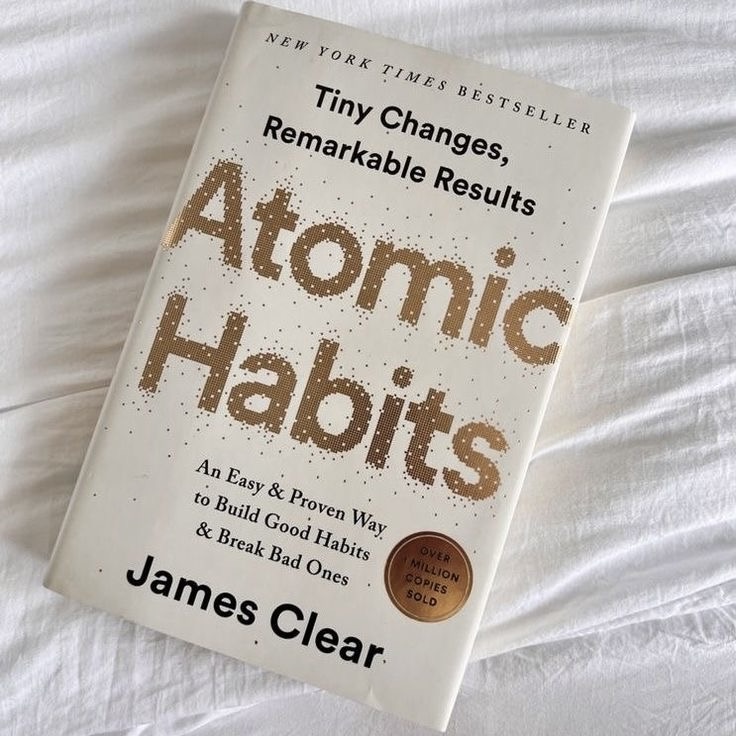 NEW YORK TIMES BESTSELLER
Tiny Changes,
Remarkable Results
Atomic
Habits
An Easy & Proven Way
to Build Good Habits
& Break Bad Ones
OVER
1 MILLION
COPIES
SOLD
James Clear